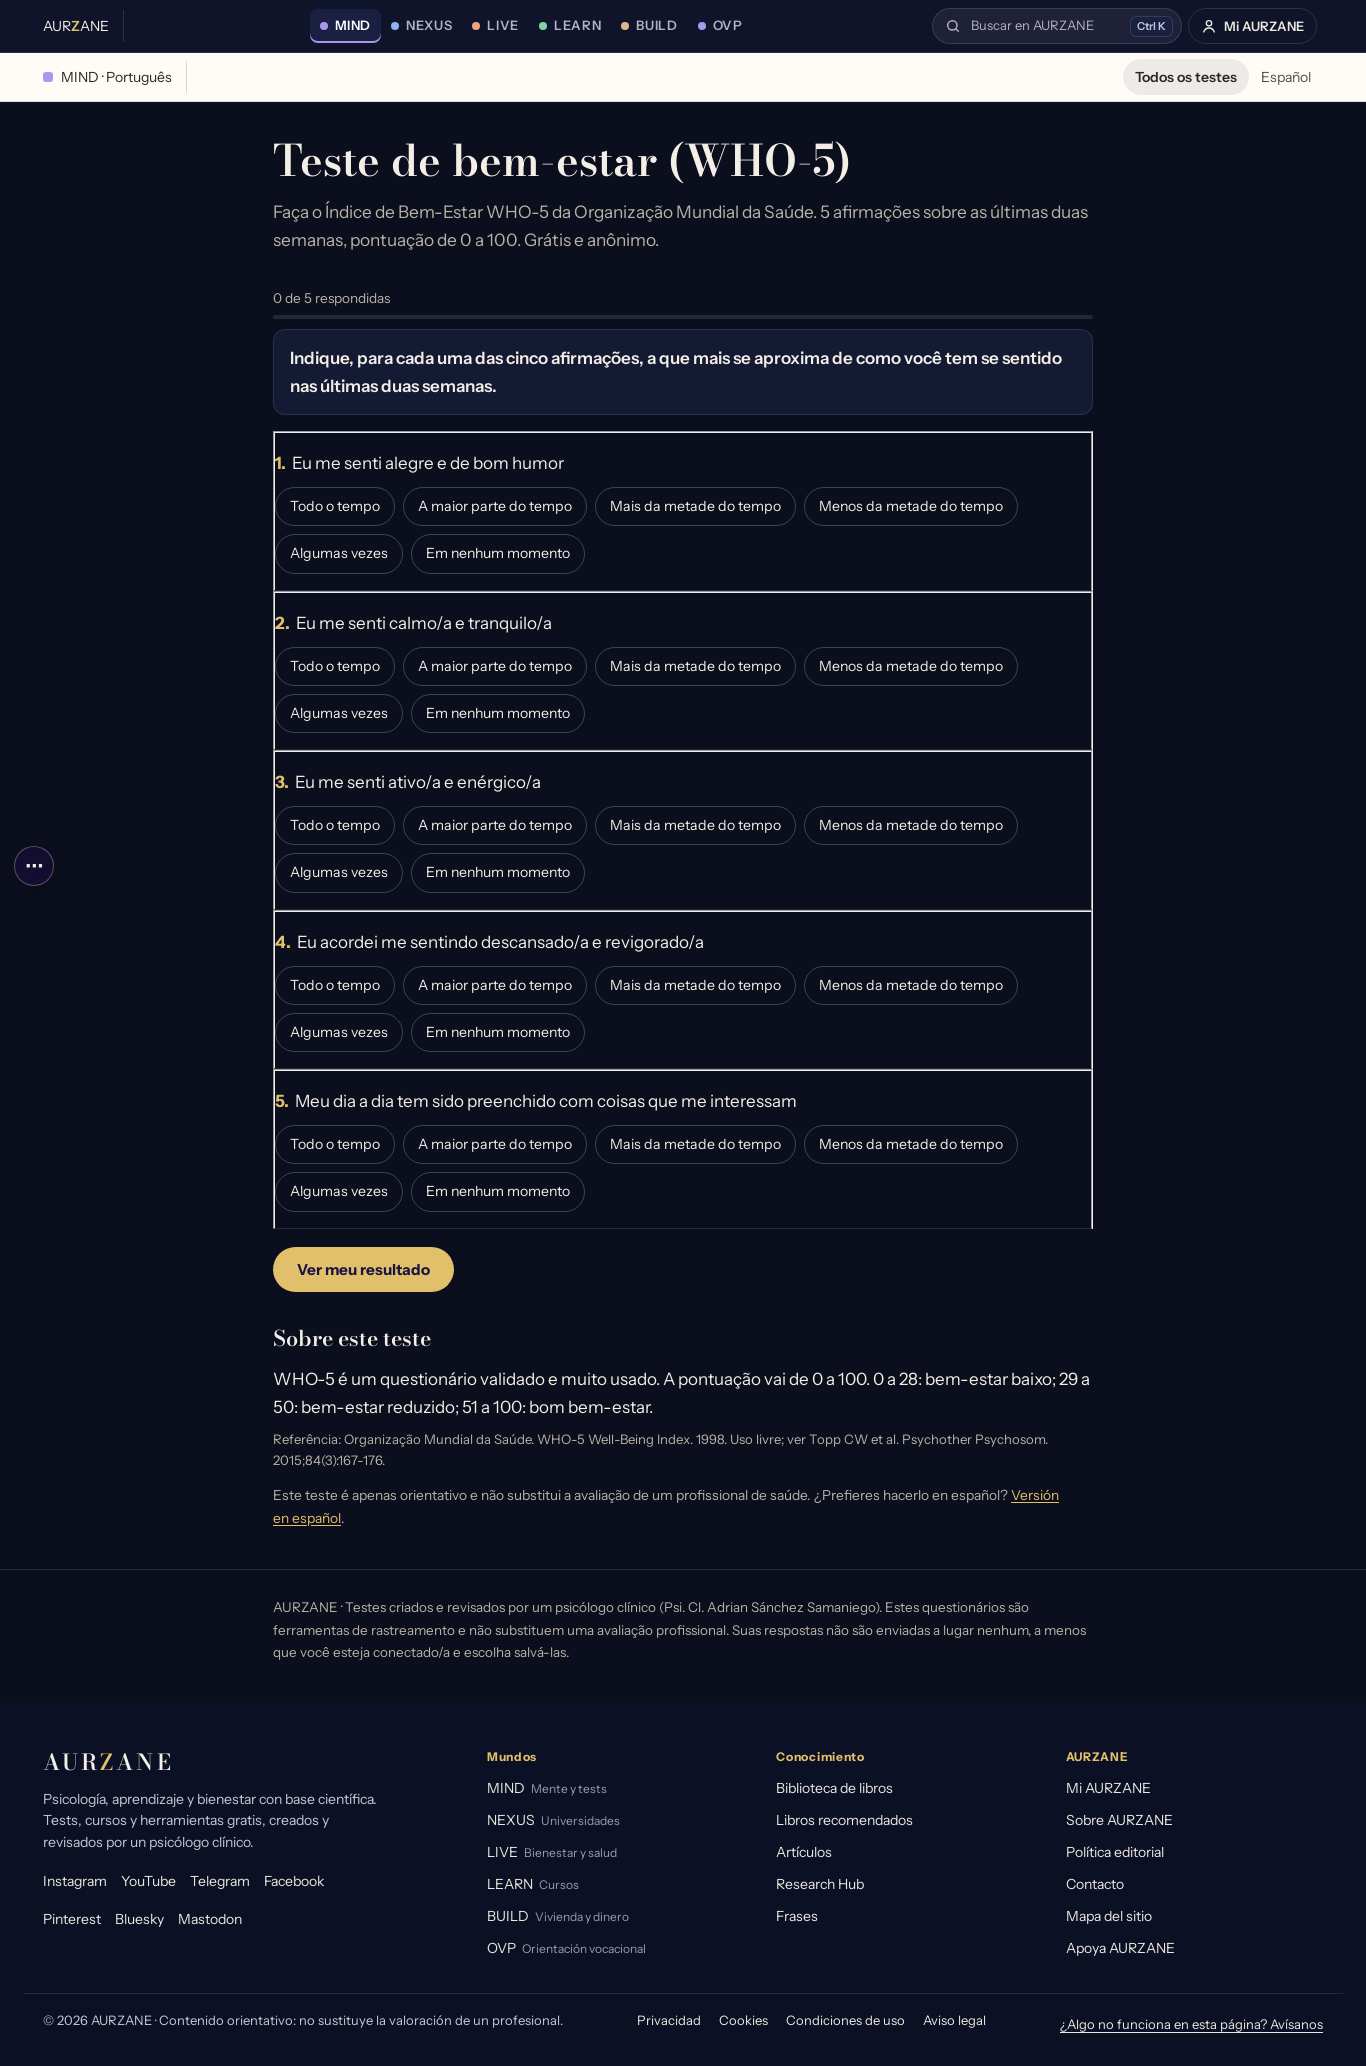 AURZANE
MIND
NEXUS
LIVE
LEARN
BUILD
OVP
Buscar en AURZANE
Ctrl K
Mi AURZANE
MIND · Português
Todos os testes
Español
Teste de bem-estar (WHO-5)
Faça o Índice de Bem-Estar WHO-5 da Organização Mundial da Saúde. 5 afirmações sobre as últimas duas
semanas, pontuação de 0 a 100. Grátis e anônimo.
0 de 5 respondidas
Indique, para cada uma das cinco afirmações, a que mais se aproxima de como você tem se sentido
nas últimas duas semanas.
1. Eu me senti alegre e de bom humor
Todo o tempo
A maior parte do tempo
Mais da metade do tempo
Menos da metade do tempo
Algumas vezes
Em nenhum momento
2. Eu me senti calmo/a e tranquilo/a
Todo o tempo
A maior parte do tempo
Mais da metade do tempo
Menos da metade do tempo
Algumas vezes
Em nenhum momento
3. Eu me senti ativo/a e enérgico/a
Todo o tempo
A maior parte do tempo
Mais da metade do tempo
Menos da metade do tempo
Algumas vezes
Em nenhum momento
4. Eu acordei me sentindo descansado/a e revigorado/a
Todo o tempo
A maior parte do tempo
Mais da metade do tempo
Menos da metade do tempo
Algumas vezes
Em nenhum momento
5. Meu dia a dia tem sido preenchido com coisas que me interessam
Todo o tempo
A maior parte do tempo
Mais da metade do tempo
Menos da metade do tempo
Algumas vezes
Em nenhum momento
Ver meu resultado
Sobre este teste
WHO-5 é um questionário validado e muito usado. A pontuação vai de 0 a 100. 0 a 28: bem-estar baixo; 29 a
50: bem-estar reduzido; 51 a 100: bom bem-estar.
Referência: Organização Mundial da Saúde. WHO-5 Well-Being Index. 1998. Uso livre; ver Topp CW et al. Psychother Psychosom.
2015;84(3):167-176.
Este teste é apenas orientativo e não substitui a avaliação de um profissional de saúde. ¿Prefieres hacerlo en español? Versión
en español.
AURZANE · Testes criados e revisados por um psicólogo clínico (Psi. Cl. Adrian Sánchez Samaniego). Estes questionários são
ferramentas de rastreamento e não substituem uma avaliação profissional. Suas respostas não são enviadas a lugar nenhum, a menos
que você esteja conectado/a e escolha salvá-las.
AURZANE
Psicología, aprendizaje y bienestar con base científica.
Tests, cursos y herramientas gratis, creados y
revisados por un psicólogo clínico.
Instagram YouTube Telegram Facebook
Pinterest Bluesky Mastodon
Mundos
MIND Mente y tests
NEXUS Universidades
LIVE Bienestar y salud
LEARN Cursos
BUILD Vivienda y dinero
OVP Orientación vocacional
Conocimiento
Biblioteca de libros
Libros recomendados
Artículos
Research Hub
Frases
AURZANE
Mi AURZANE
Sobre AURZANE
Política editorial
Contacto
Mapa del sitio
Apoya AURZANE
© 2026 AURZANE · Contenido orientativo: no sustituye la valoración de un profesional.
Privacidad Cookies Condiciones de uso Aviso legal
¿Algo no funciona en esta página? Avísanos